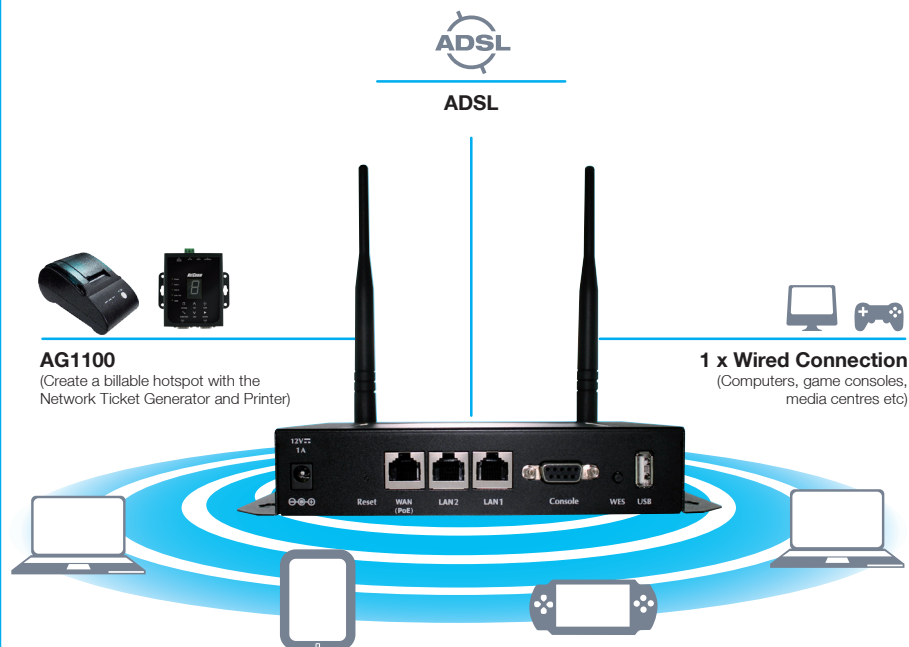 ADSL
ADSL
AG1100
(Create a billable hotspot with the
Network Ticket Generator and Printer)
1 x Wired Connection
(Computers, game consoles,
media centres etc)
12V
1A
Reset
WAN
(PoE)
LAN2
LAN1
Console
WES
USB